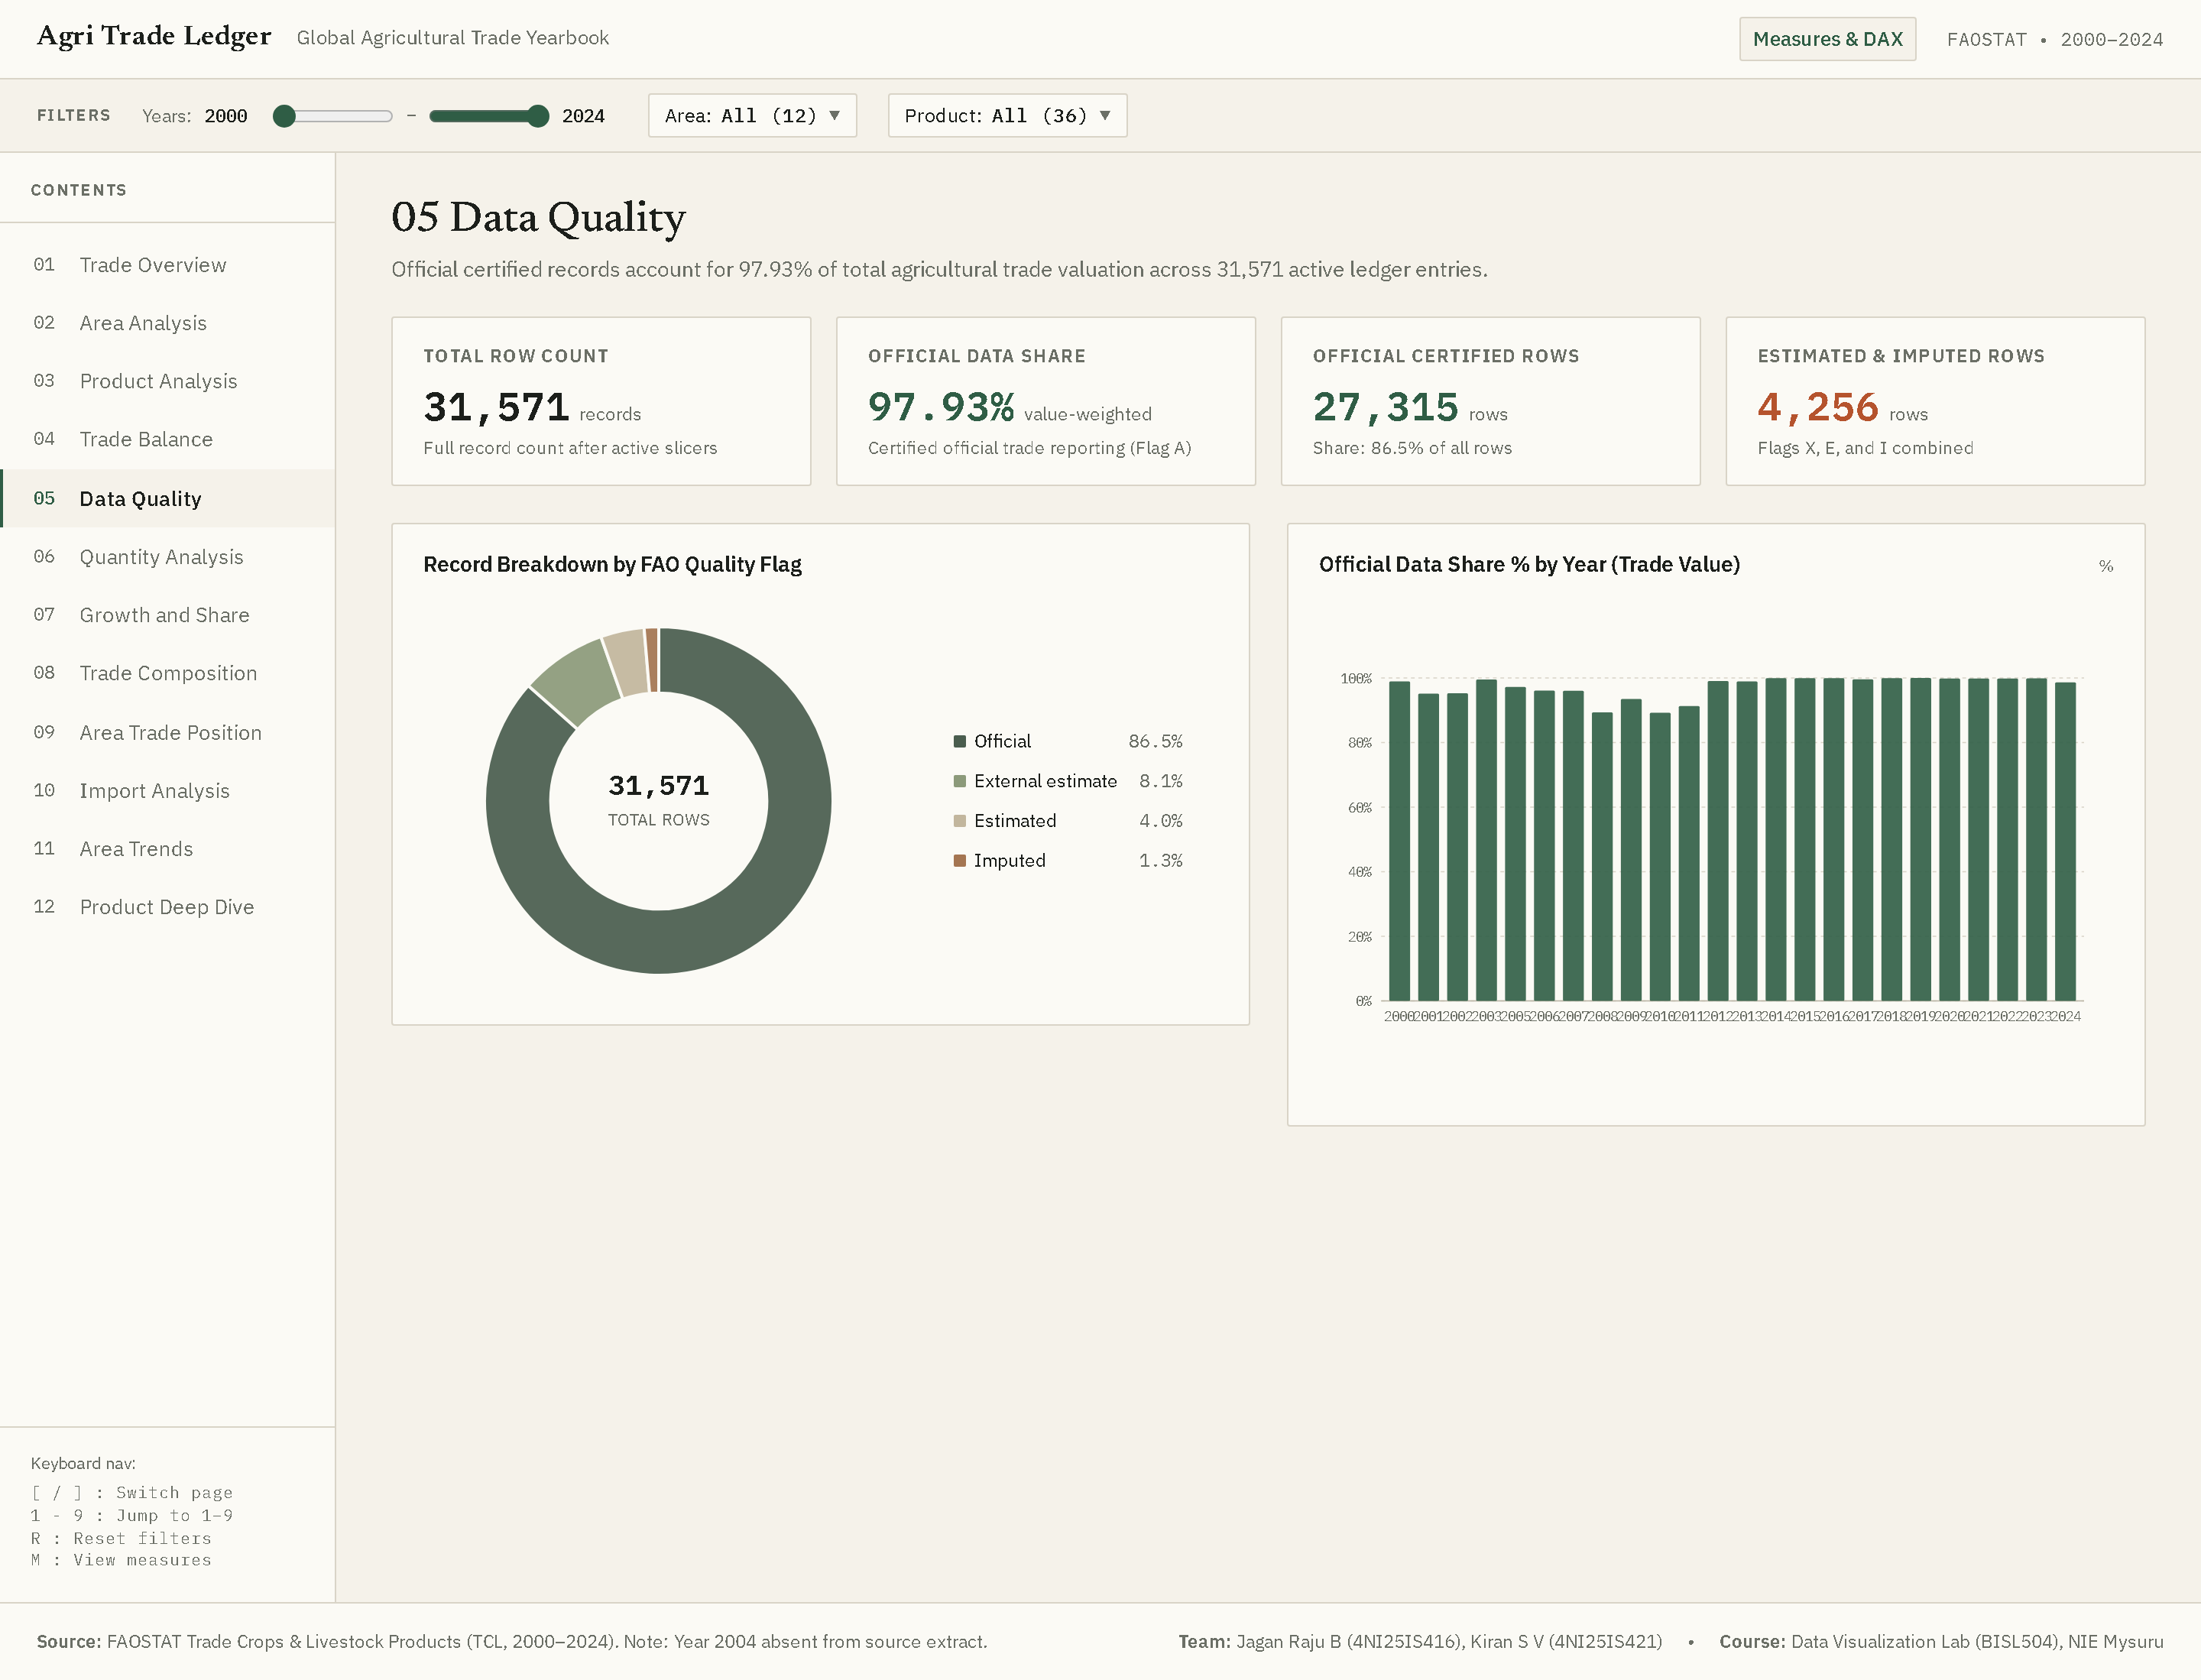 Agri Trade Ledger Global Agricultural Trade Yearbook
Measures & DAX
FAOSTAT • 2000–2024
FILTERS
Years: 2000 – 2024
Area: All (12) ▼
Product: All (36) ▼
CONTENTS
01 Trade Overview
02 Area Analysis
03 Product Analysis
04 Trade Balance
05 Data Quality
06 Quantity Analysis
07 Growth and Share
08 Trade Composition
09 Area Trade Position
10 Import Analysis
11 Area Trends
12 Product Deep Dive
Keyboard nav:
[ / ] : Switch page
1 - 9 : Jump to 1–9
R : Reset filters
M : View measures
05 Data Quality
Official certified records account for 97.93% of total agricultural trade valuation across 31,571 active ledger entries.
TOTAL ROW COUNT
31,571 records
Full record count after active slicers
OFFICIAL DATA SHARE
97.93% value-weighted
Certified official trade reporting (Flag A)
OFFICIAL CERTIFIED ROWS
27,315 rows
Share: 86.5% of all rows
ESTIMATED & IMPUTED ROWS
4,256 rows
Flags X, E, and I combined
Record Breakdown by FAO Quality Flag
31,571
TOTAL ROWS
Official 86.5%
External estimate 8.1%
Estimated 4.0%
Imputed 1.3%
Official Data Share % by Year (Trade Value)
%
100%
80%
60%
40%
20%
0%
2000 2001 2002 2003 2005 2006 2007 2008 2009 2010 2011 2012 2013 2014 2015 2016 2017 2018 2019 2020 2021 2022 2023 2024
Source: FAOSTAT Trade Crops & Livestock Products (TCL, 2000–2024). Note: Year 2004 absent from source extract.
Team: Jagan Raju B (4NI25IS416), Kiran S V (4NI25IS421) • Course: Data Visualization Lab (BISL504), NIE Mysuru